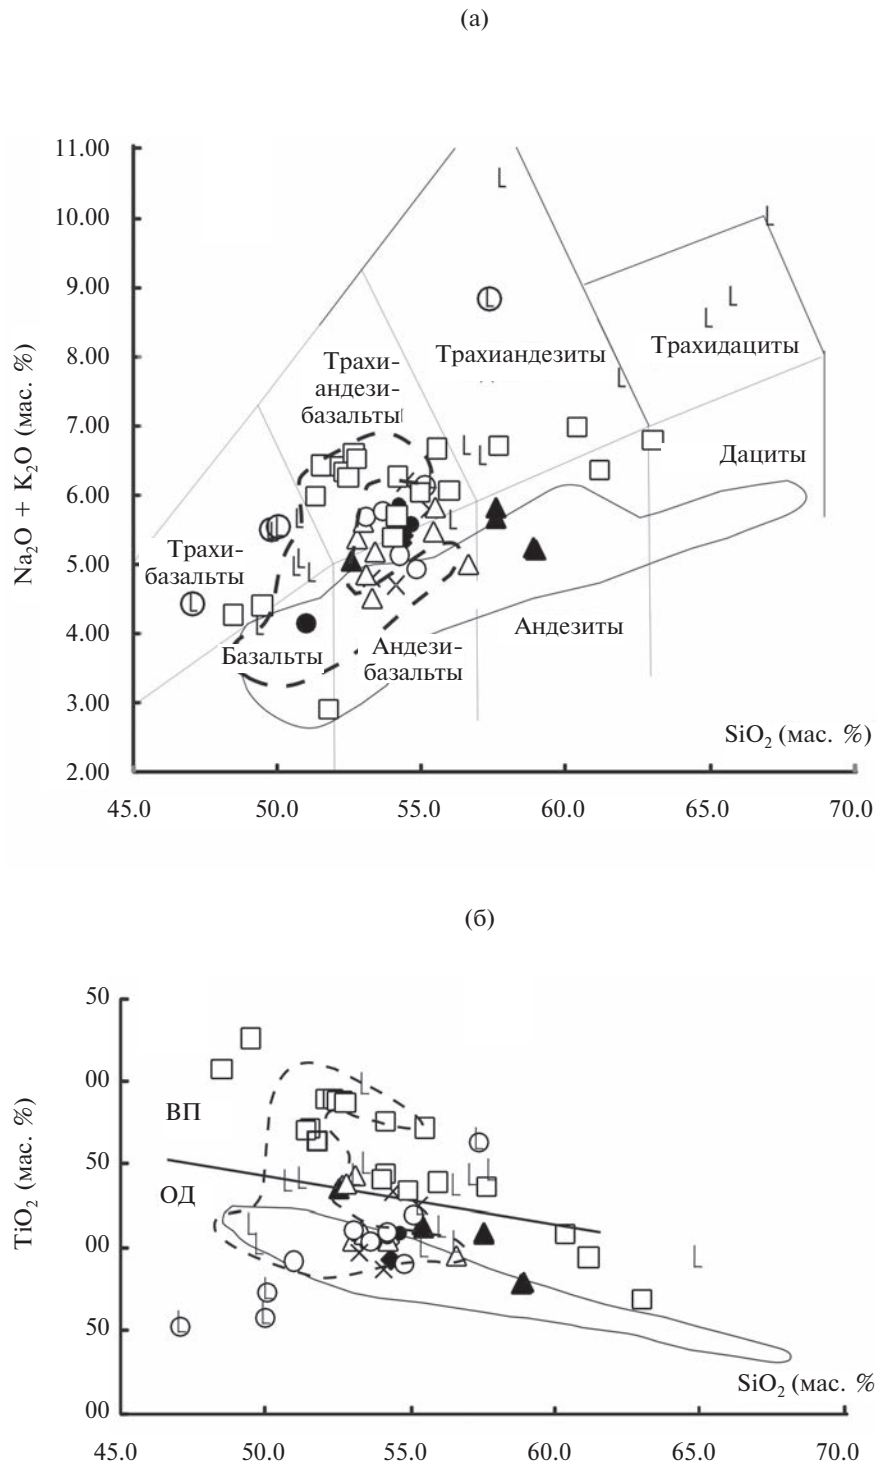 (а)
11.00
10.00
9.00
8.00
7.00
6.00
5.00
4.00
3.00
2.00
Na₂O + K₂O (мас. %)
Трахи-
андези-
базальты
Трахиандезиты
Трахидациты
Дациты
Трахи-
базальты
Базальты
Андези-
базальты
Андезиты
SiO₂ (мас. %)
45.0 50.0 55.0 60.0 65.0 70.0
(б)
50
00
50
00
50
00
TiO₂ (мас. %)
ВП
ОД
SiO₂ (мас. %
45.0 50.0 55.0 60.0 65.0 70.0